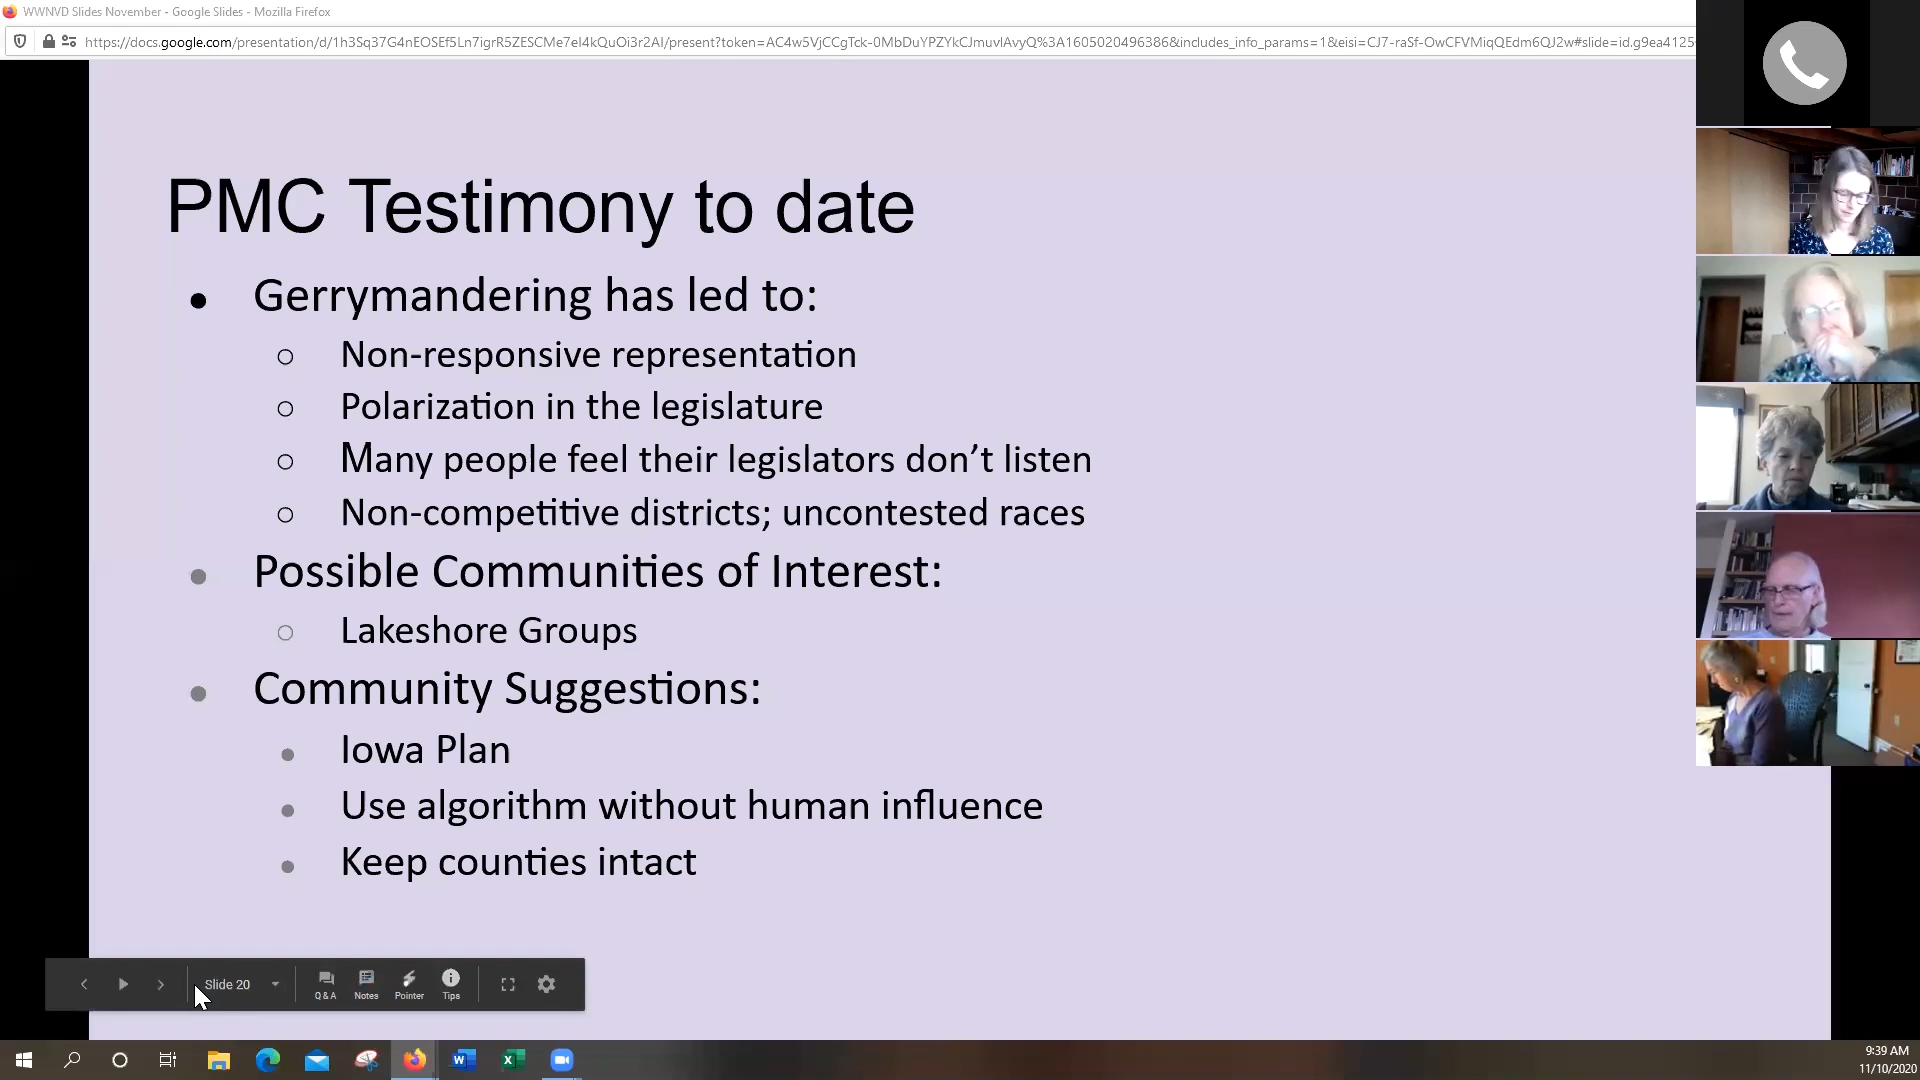 WWNVD Slides November - Google Slides - Mozilla Firefox
https://docs.google.com/presentation/d/1h3Sq37G4nEOSEf5Ln7igrR5ZESCMe7eI4kQuOi3r2AI/present?token=AC4w5VjCCgTck-0MbDuYPZYkCJmuvlAvyQ%3A1605020496386&includes_info_params=1&eisi=CJ7-raSf-OwCFVMiqQEdm6QJ2w#slide=id.g9ea4125
PMC Testimony to date
● Gerrymandering has led to:
○ Non-responsive representation
○ Polarization in the legislature
○ Many people feel their legislators don’t listen
○ Non-competitive districts; uncontested races
● Possible Communities of Interest:
○ Lakeshore Groups
● Community Suggestions:
● Iowa Plan
● Use algorithm without human influence
● Keep counties intact
Slide 20
Q & A Notes Pointer Tips
9:39 AM
11/10/2020